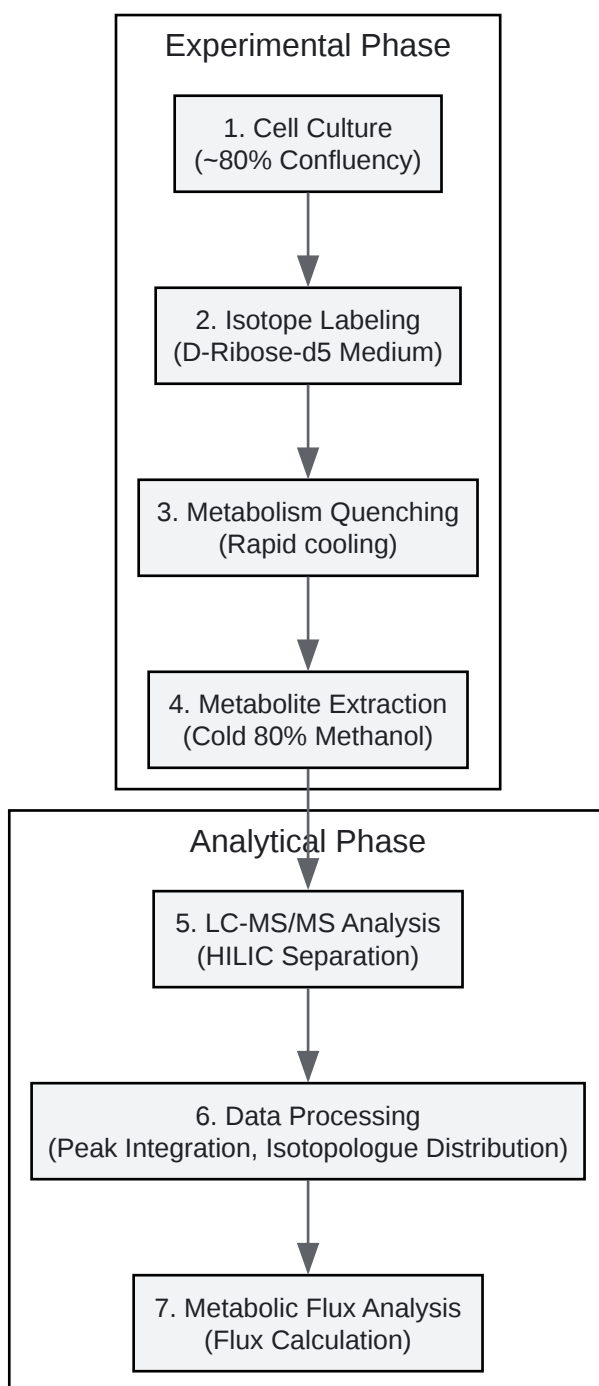 Experimental Phase
1. Cell Culture
(~80% Confluency)
2. Isotope Labeling
(D-Ribose-d5 Medium)
3. Metabolism Quenching
(Rapid cooling)
4. Metabolite Extraction
(Cold 80% Methanol)
Analytical Phase
5. LC-MS/MS Analysis
(HILIC Separation)
6. Data Processing
(Peak Integration, Isotopologue Distribution)
7. Metabolic Flux Analysis
(Flux Calculation)